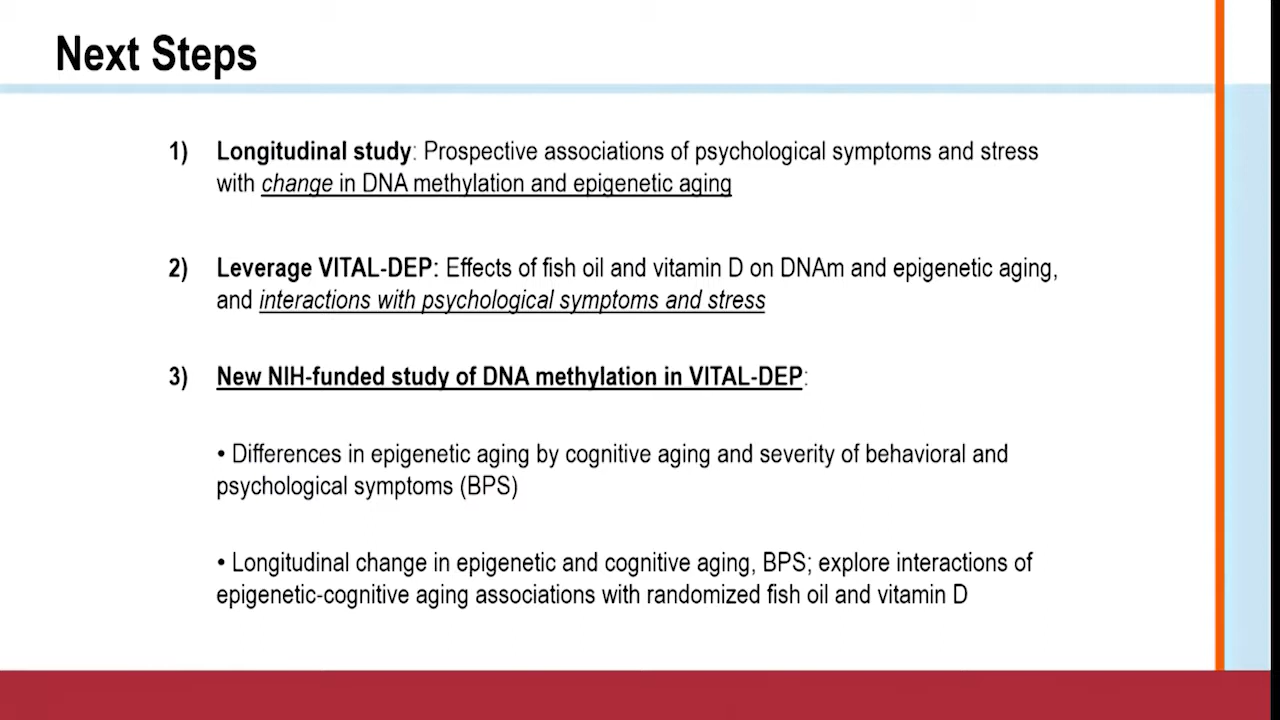 Next Steps
1) Longitudinal study: Prospective associations of psychological symptoms and stress
with change in DNA methylation and epigenetic aging
2) Leverage VITAL-DEP: Effects of fish oil and vitamin D on DNAm and epigenetic aging,
and interactions with psychological symptoms and stress
3) New NIH-funded study of DNA methylation in VITAL-DEP:
• Differences in epigenetic aging by cognitive aging and severity of behavioral and
psychological symptoms (BPS)
• Longitudinal change in epigenetic and cognitive aging, BPS; explore interactions of
epigenetic-cognitive aging associations with randomized fish oil and vitamin D